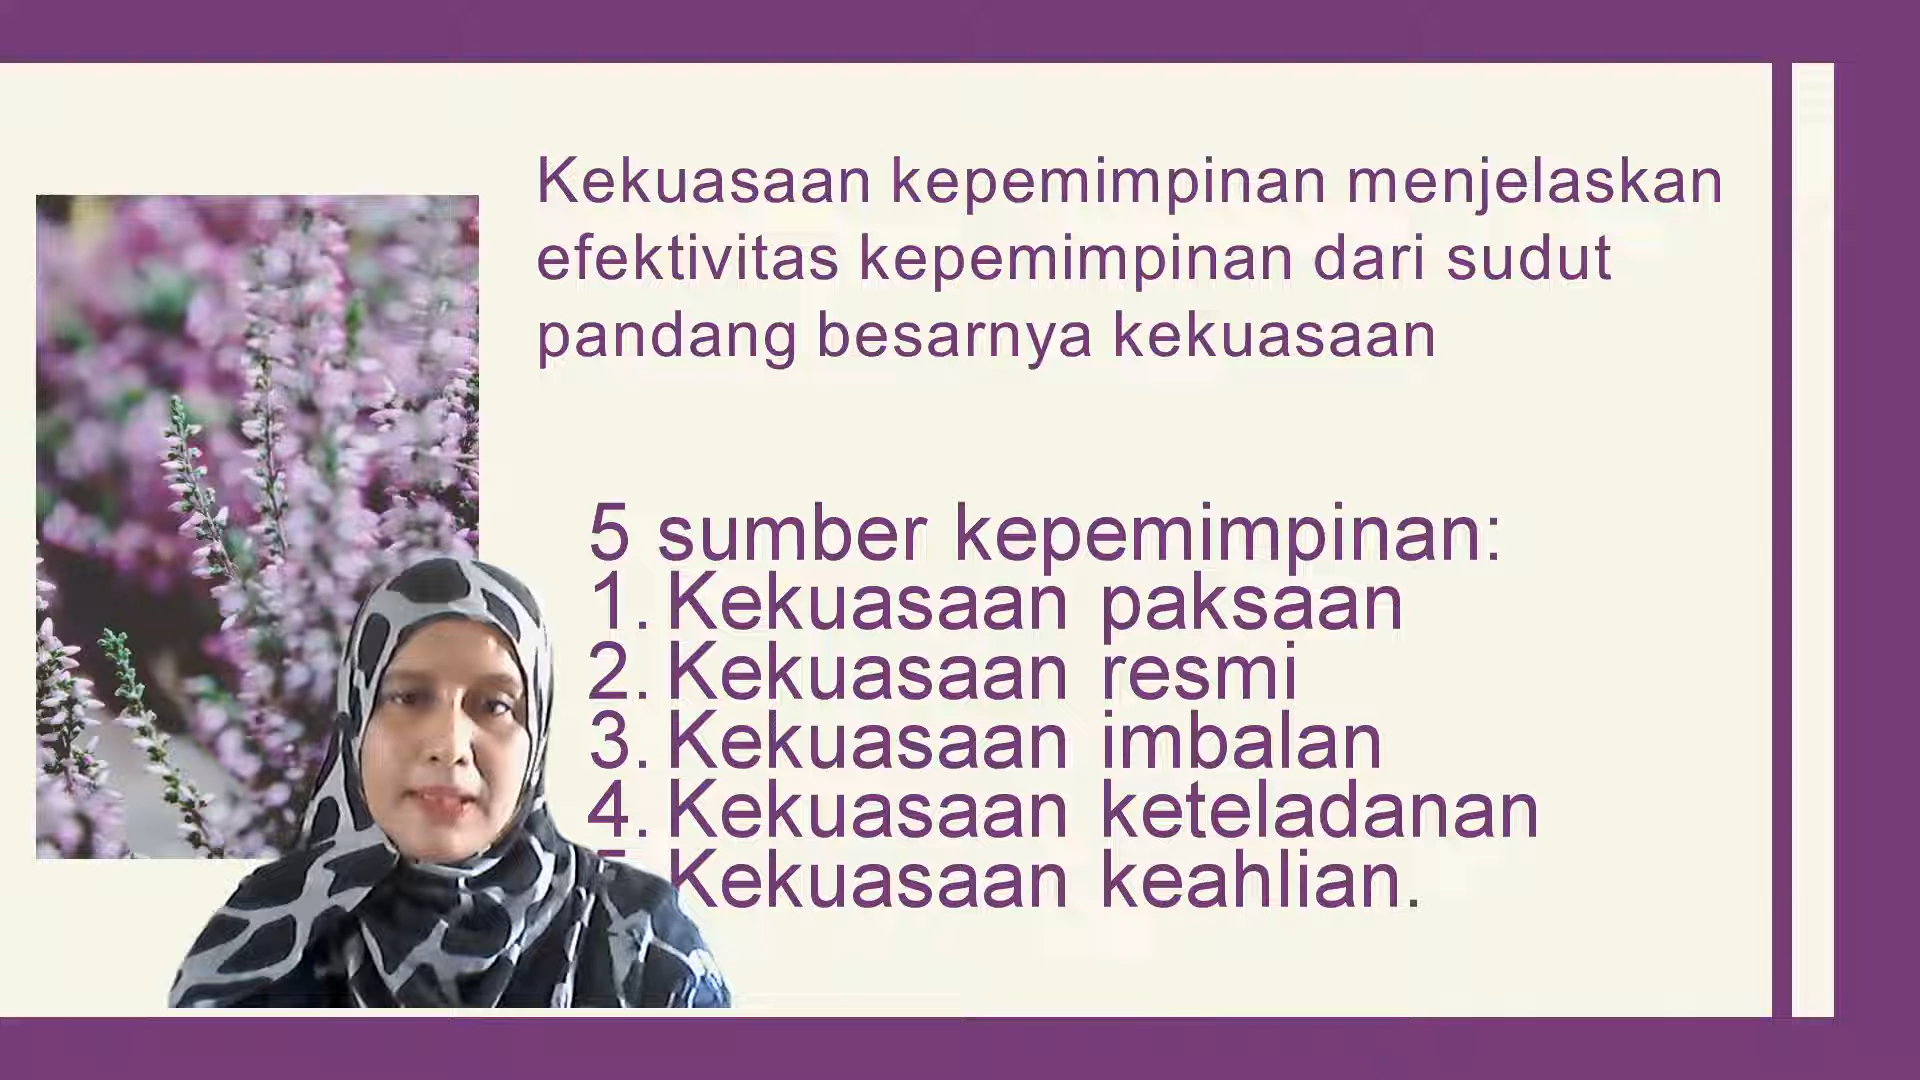 Kekuasaan kepemimpinan menjelaskan
efektivitas kepemimpinan dari sudut
pandang besarnya kekuasaan
5 sumber kepemimpinan:
1. Kekuasaan paksaan
2. Kekuasaan resmi
3. Kekuasaan imbalan
4. Kekuasaan keteladanan
Kekuasaan keahlian.